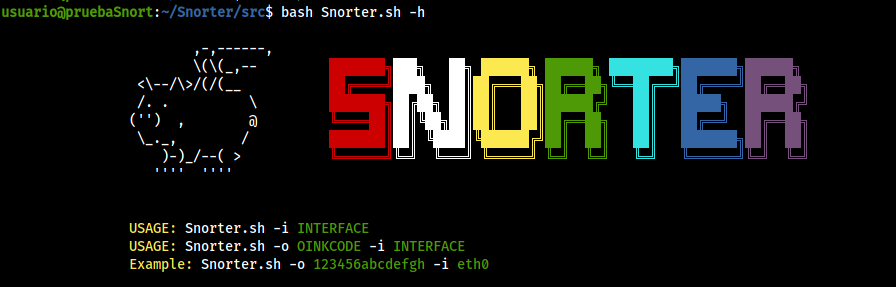 usuario@pruebaSnort:~/Snorter/src$ bash Snorter.sh -h
SNORTER
USAGE: Snorter.sh -i INTERFACE
USAGE: Snorter.sh -o OINKCODE -i INTERFACE
Example: Snorter.sh -o 123456abcdefgh -i eth0